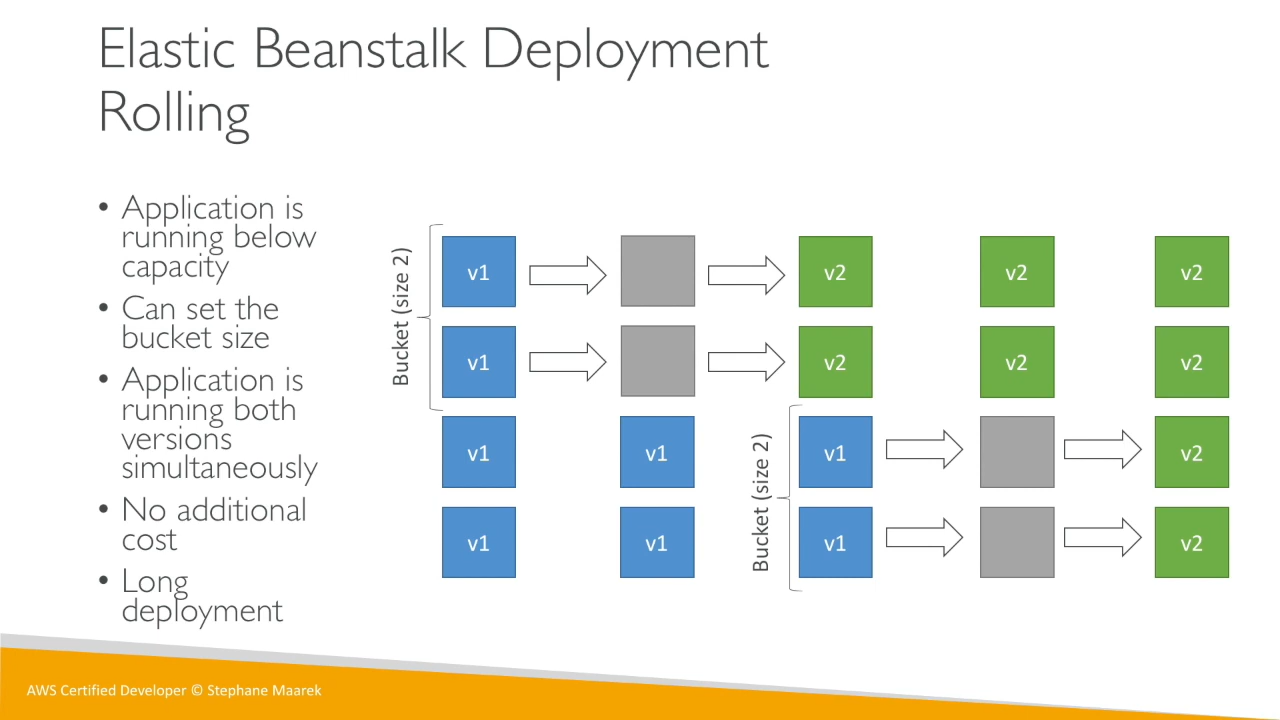 Elastic Beanstalk Deployment
Rolling
• Application is
running below
capacity
• Can set the
bucket size
• Application is
running both
versions
simultaneously
• No additional
cost
• Long
deployment
Bucket (size 2)
v1 v2 v2 v2
v1 v2 v2 v2
v1 v1 v1 v2
v1 v1 v1 v2
Bucket (size 2)
AWS Certified Developer © Stephane Maarek